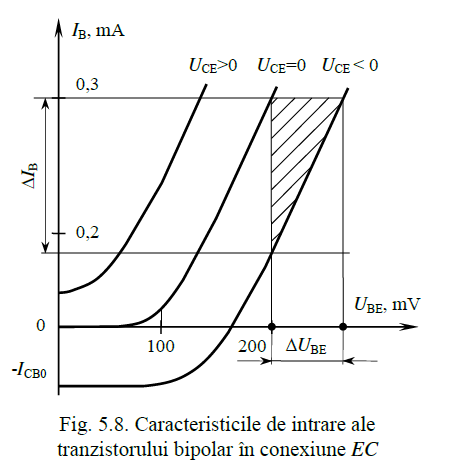 I_B, mA
U_CE>0 U_CE=0 U_CE< 0
0,3
ΔI_B
0,2
U_BE, mV
0
100 200 ΔU_BE
-I_CB0
Fig. 5.8. Caracteristicile de intrare ale
tranzistorului bipolar în conexiune EC